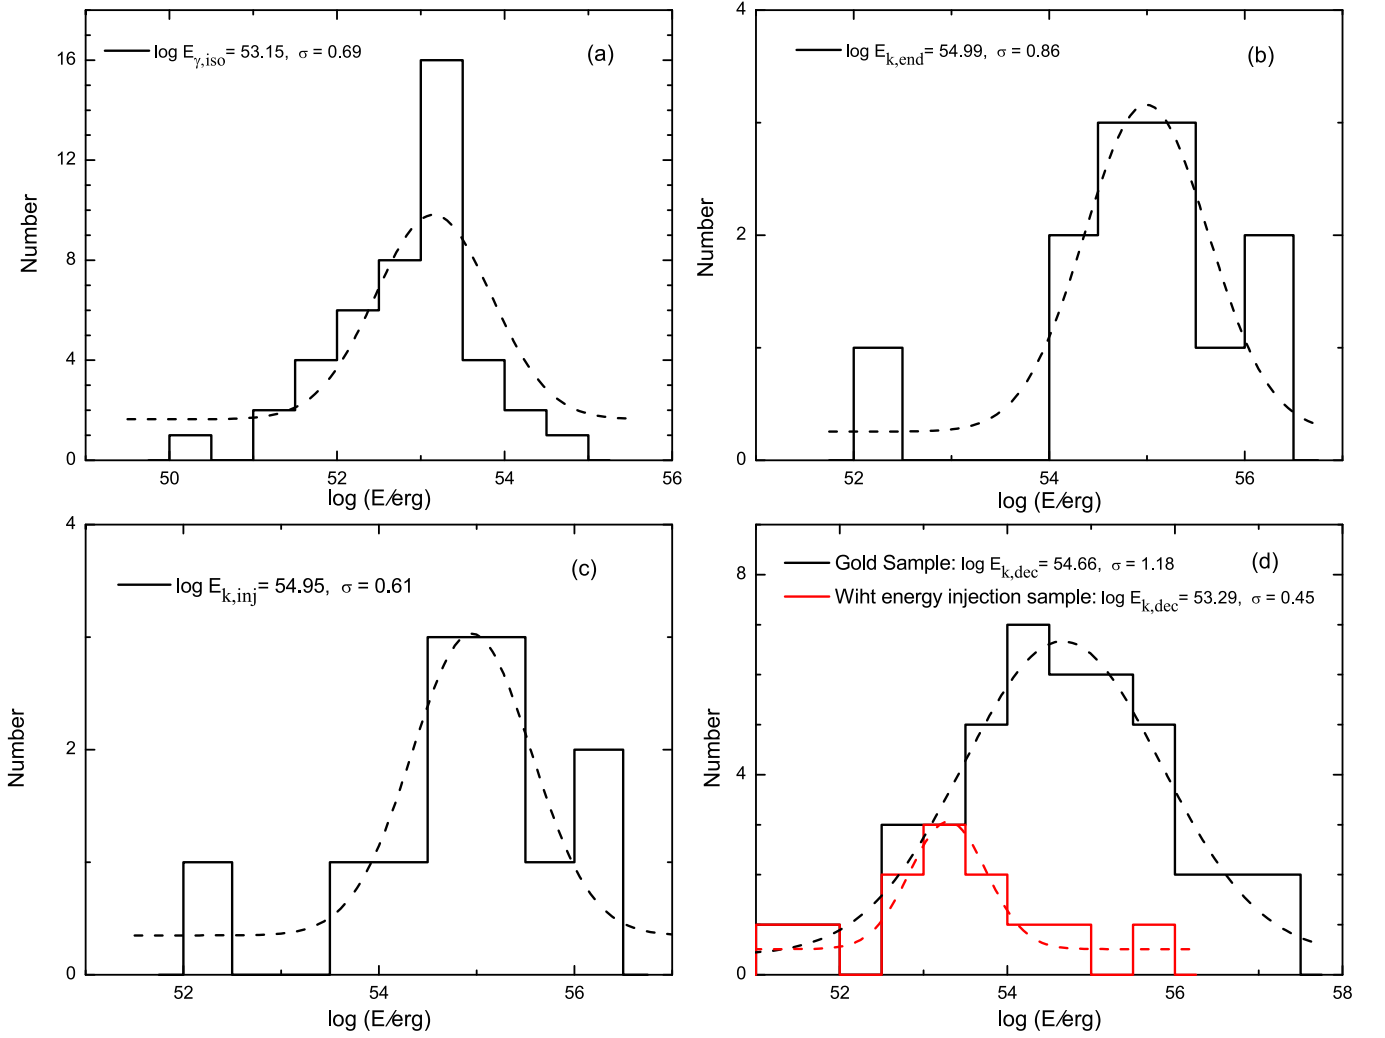 16
12
8
4
0
Number
log E_γ,iso = 53.15, σ = 0.69
(a)
50 52 54 56
log (E/erg)
4
2
0
Number
log E_k,end = 54.99, σ = 0.86
(b)
52 54 56
log (E/erg)
4
2
0
Number
log E_k,inj = 54.95, σ = 0.61
(c)
52 54 56
log (E/erg)
8
4
0
Number
Gold Sample: log E_k,dec = 54.66, σ = 1.18
(d)
Wiht energy injection sample: log E_k,dec = 53.29, σ = 0.45
52 54 56 58
log (E/erg)